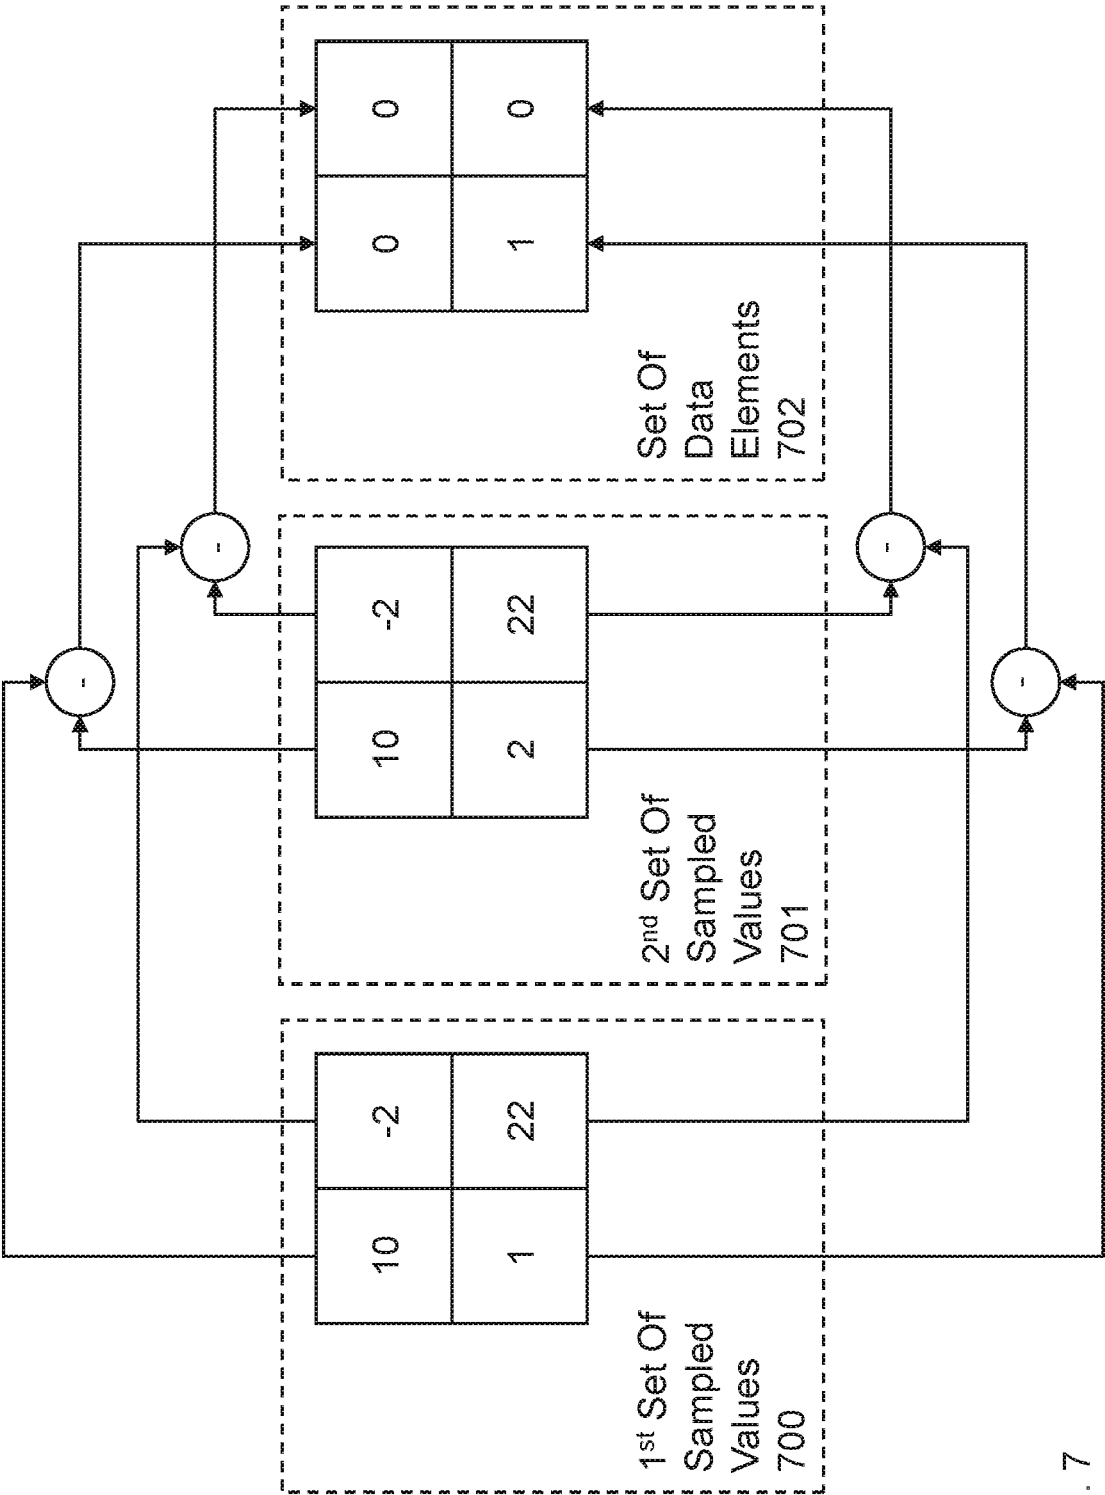 -
-
10 -2
1 22
1st Set Of
Sampled
Values
700
10 -2
2 22
2nd Set Of
Sampled
Values
701
0 0
1 0
Set Of
Data
Elements
702
-
-
. 7